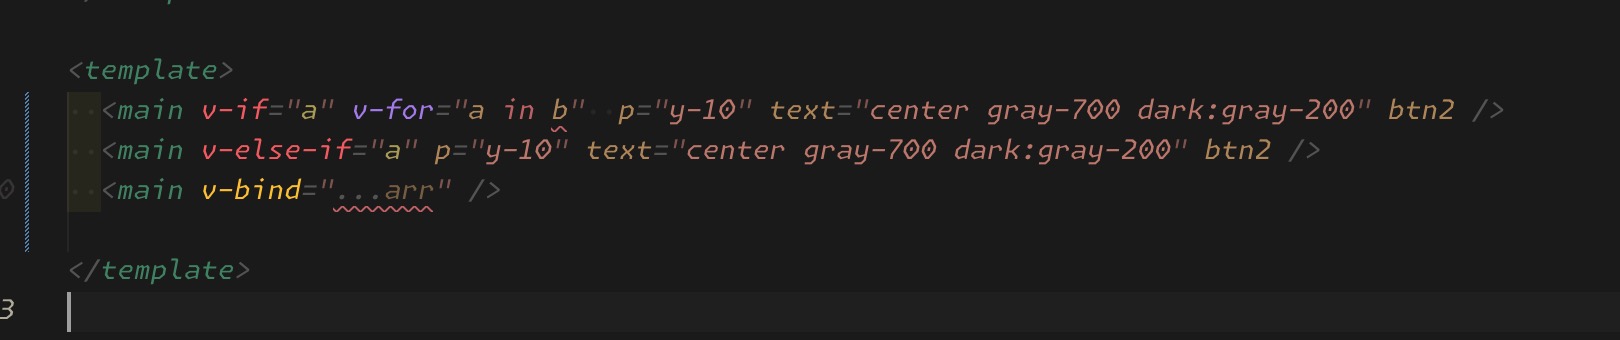 <template>
<main v-if="a" v-for="a in b" p="y-10" text="center gray-700 dark:gray-200" btn2 />
<main v-else-if="a" p="y-10" text="center gray-700 dark:gray-200" btn2 />
0 <main v-bind="...arr" />
</template>
3